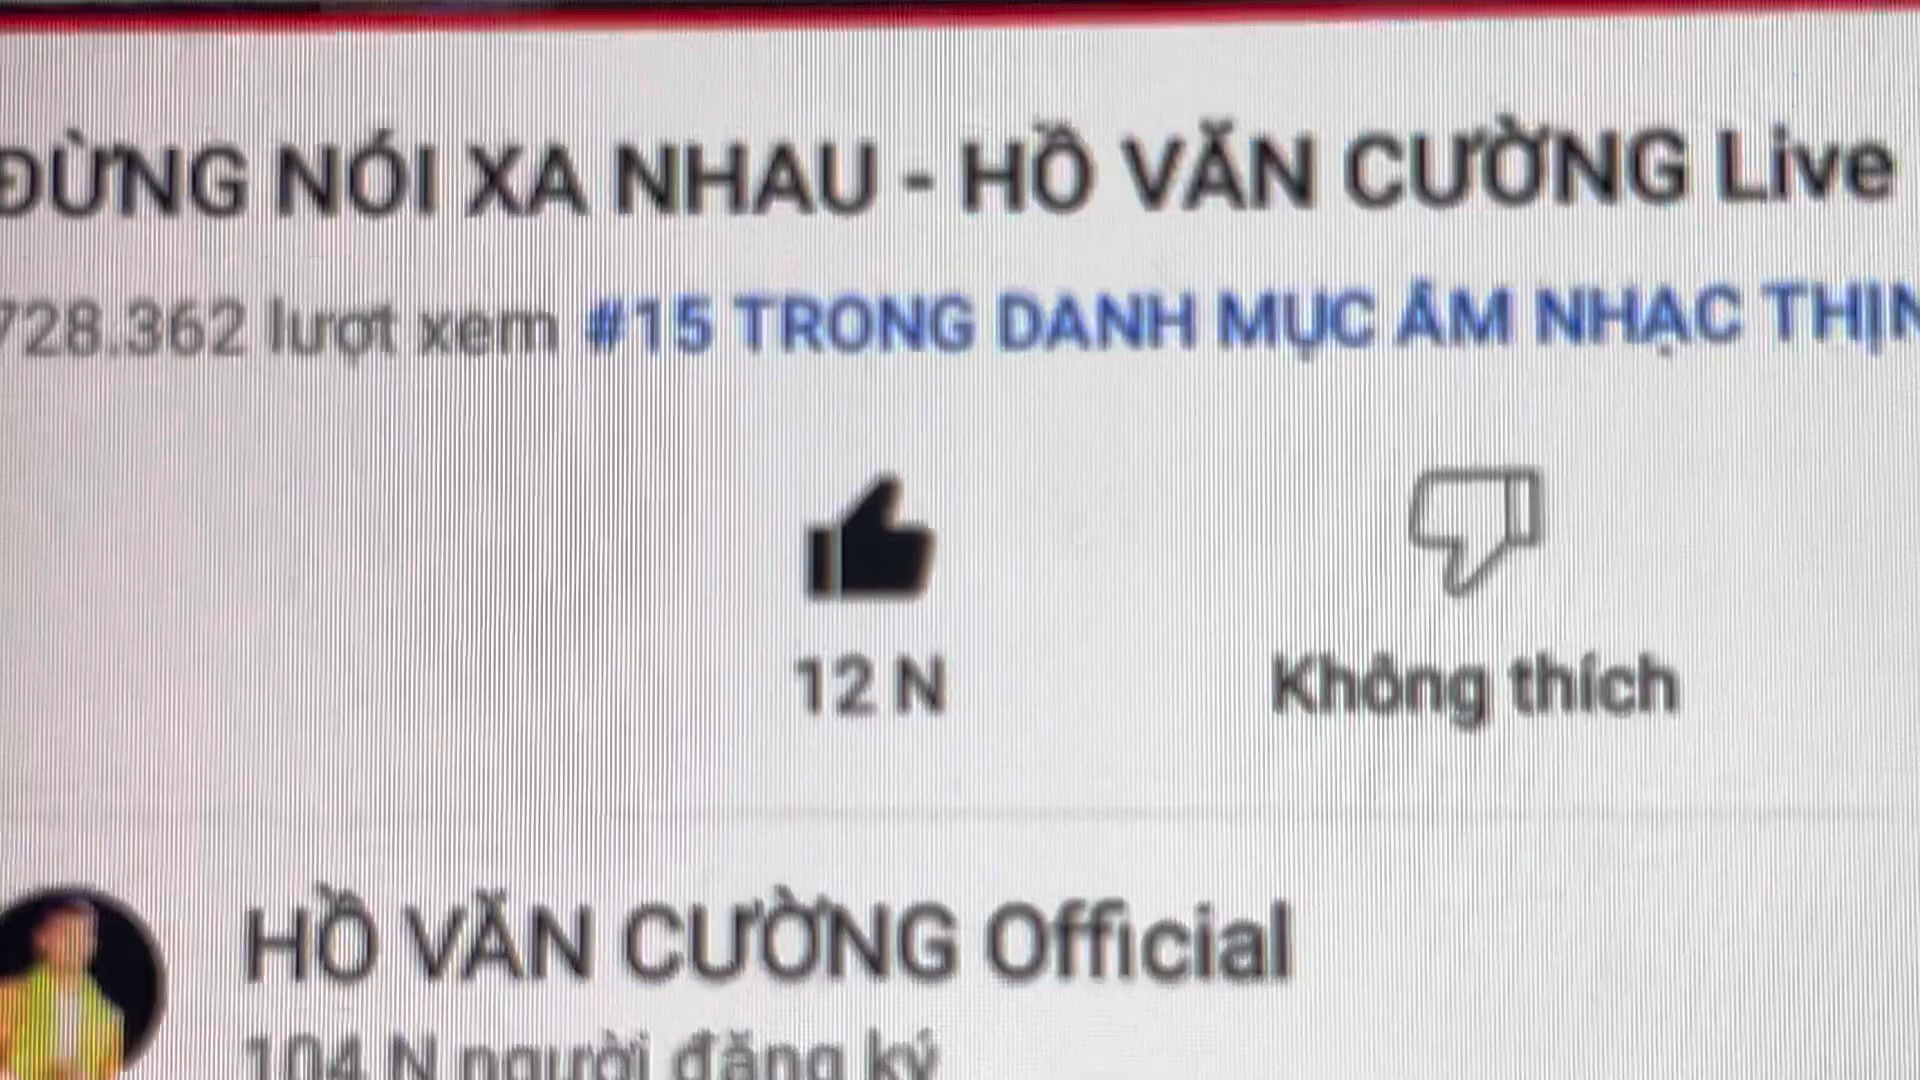 ĐỪNG NÓI XA NHAU - HỒ VĂN CƯỜNG Live
728.362 lượt xem #15 TRONG DANH MỤC ÂM NHẠC
12 N
Không thích
HỒ VĂN CƯỜNG Official
104 N người đăng ký